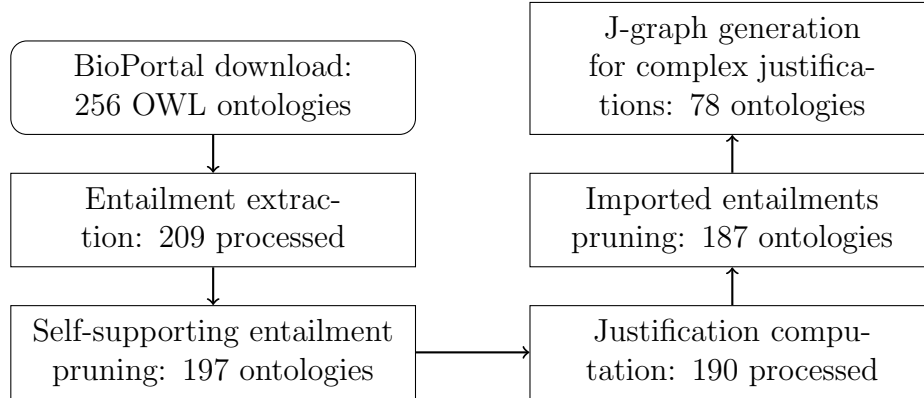 BioPortal download:
256 OWL ontologies
Entailment extrac-
tion: 209 processed
Self-supporting entailment
pruning: 197 ontologies
Justification compu-
tation: 190 processed
Imported entailments
pruning: 187 ontologies
J-graph generation
for complex justifica-
tions: 78 ontologies